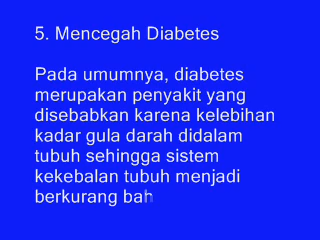 5. Mencegah Diabetes
Pada umumnya, diabetes
merupakan penyakit yang
disebabkan karena kelebihan
kadar gula darah didalam
tubuh sehingga sistem
kekebalan tubuh menjadi
berkurang bah